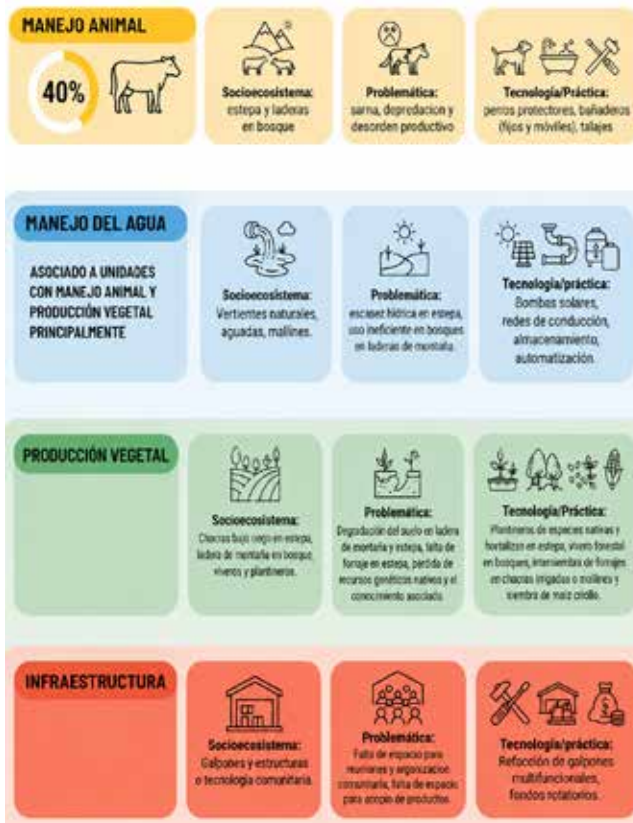 MANEJO ANIMAL
40%
Socioecosistema:
estepa y laderas
en bosque
Problemática:
sarna, depredacion y
desorden productivo
Tecnología/Práctica:
perros protectores, bañaderos
(fijos y móviles), talajes
MANEJO DEL AGUA
ASOCIADO A UNIDADES
CON MANEJO ANIMAL Y
PRODUCCIÓN VEGETAL
PRINCIPALMENTE
Socioecosistema:
Vertientes naturales,
aguadas, mallines.
Problemática:
escasez hídrica en estepa,
uso ineficiente en bosques
en laderas de montaña.
Tecnología/práctica:
Bombas solares,
redes de conducción,
almacenamiento,
automatización.
PRODUCCIÓN VEGETAL
Socioecosistema:
Chacras bajo riego en estepa,
ladera de montaña en bosque,
viveros y plantineros.
Problemática:
Degradación del suelo en ladera
de montaña y estepa, falta de
forraje en estepa, pérdida de
recursos genéticos nativos y el
conocimiento asociado.
Tecnología/Práctica:
Plantineros de especies nativas y
hortalizas en estepa, vivero forestal
en bosques, intersiembra de forrajes
en chacras irrigadas o mallines y
siembra de maíz criollo.
INFRAESTRUCTURA
Socioecosistema:
Galpones y estructuras
o tecnología comunitaria.
Problemática:
Falta de espacio para
reuniones y organización
comunitaria, falta de espacio
para acopio de productos.
Tecnología/práctica:
Refacción de galpones
multifuncionales,
fondos rotatorios.